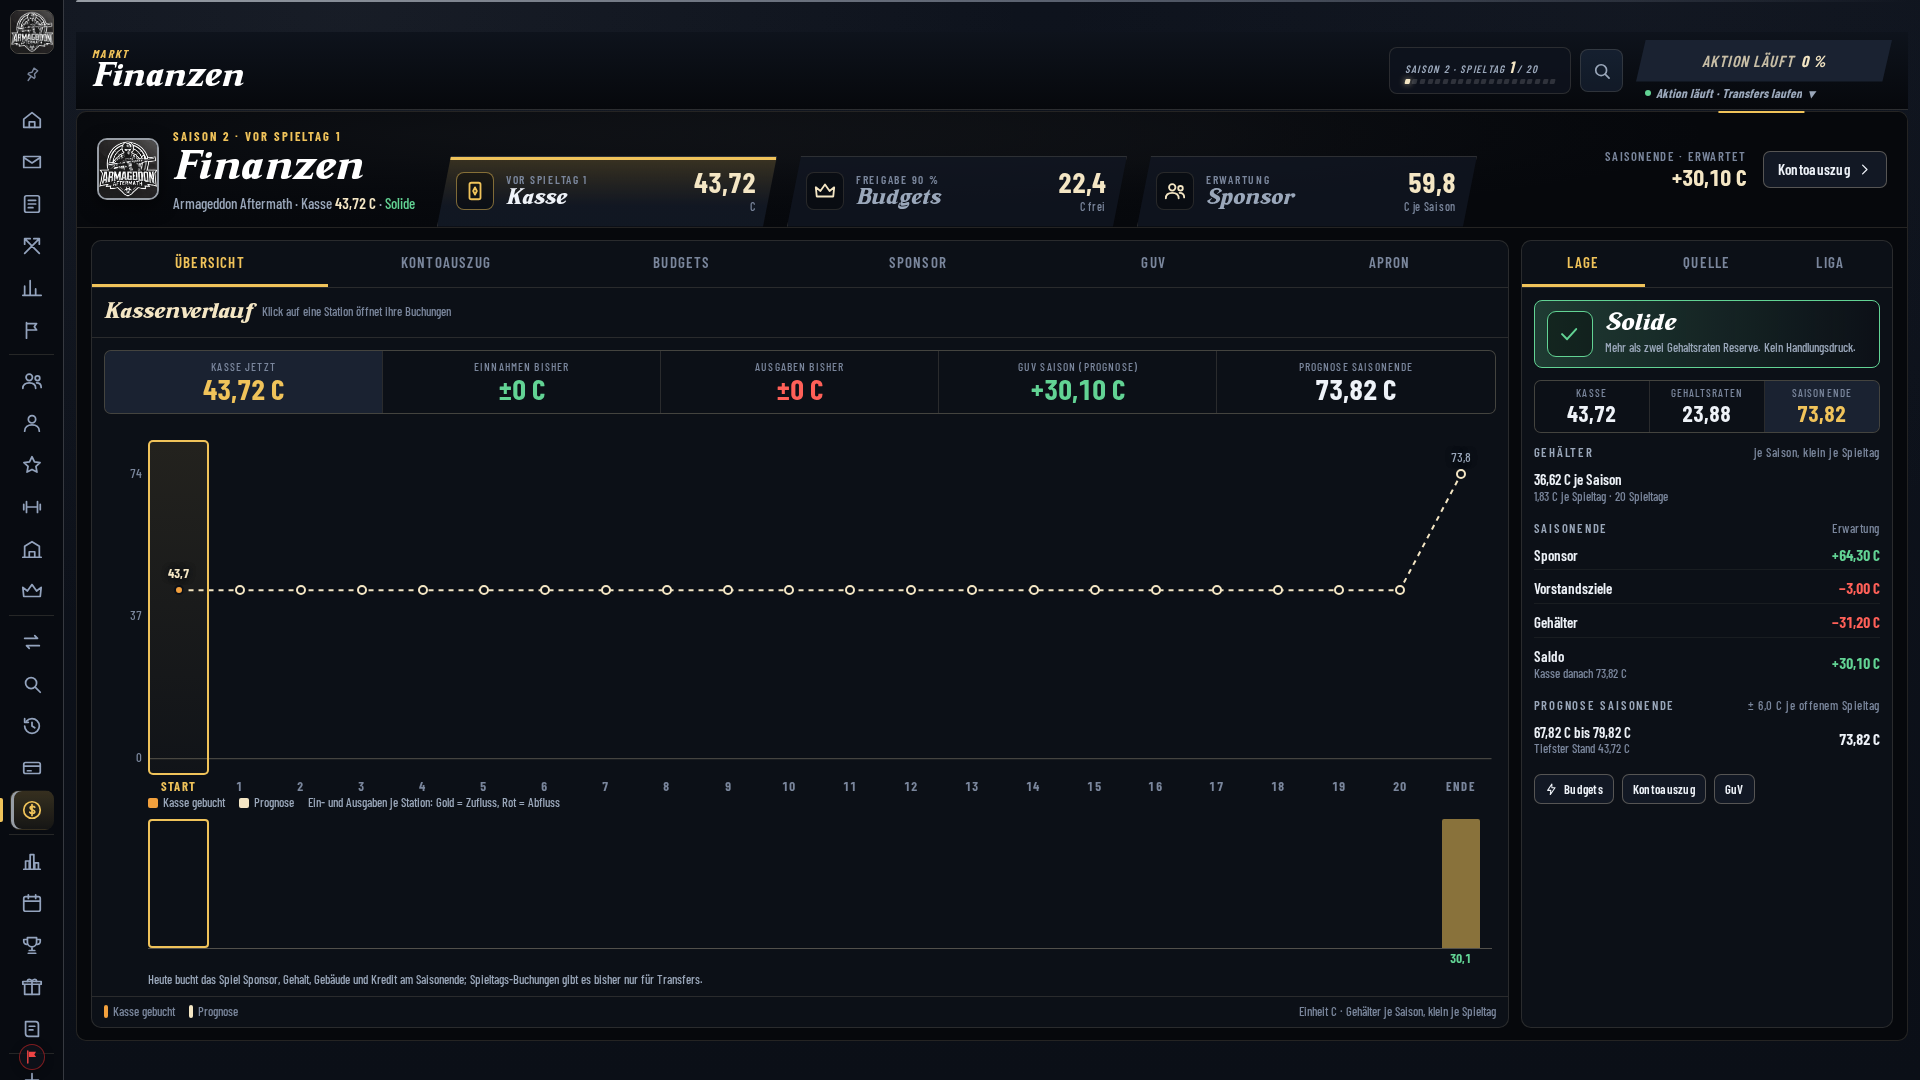 ARMAGEDDON
MARKT
Finanzen
SAISON 2 · SPIELTAG 1 / 20
AKTION LÄUFT 0 %
Aktion läuft · Transfers laufen ▼
ARMAGEDDON
AFTERMATH
SAISON 2 · VOR SPIELTAG 1
Finanzen
Armageddon Aftermath · Kasse 43,72 C · Solide
VOR SPIELTAG 1
Kasse
43,72
C
FREIGABE 90 %
Budgets
22,4
C frei
ERWARTUNG
Sponsor
59,8
C je Saison
SAISONENDE · ERWARTET
+30,10 C
Kontoauszug
ÜBERSICHT
KONTOAUSZUG
BUDGETS
SPONSOR
GUV
APRON
Kassenverlauf Klick auf eine Station öffnet ihre Buchungen
KASSE JETZT
43,72 C
EINNAHMEN BISHER
±0 C
AUSGABEN BISHER
±0 C
GUV SAISON (PROGNOSE)
+30,10 C
PROGNOSE SAISONENDE
73,82 C
74
37
0
43,7
73,8
START 1 2 3 4 5 6 7 8 9 10 11 12 13 14 15 16 17 18 19 20 ENDE
Kasse gebucht Prognose Ein- und Ausgaben je Station: Gold = Zufluss, Rot = Abfluss
30,1
Heute bucht das Spiel Sponsor, Gehalt, Gebäude und Kredit am Saisonende; Spieltags-Buchungen gibt es bisher nur für Transfers.
Kasse gebucht Prognose
Einheit C · Gehälter je Saison, klein je Spieltag
LAGE
QUELLE
LIGA
Solide
Mehr als zwei Gehaltsraten Reserve. Kein Handlungsdruck.
KASSE
43,72
GEHALTSRATEN
23,88
SAISONENDE
73,82
GEHÄLTER je Saison, klein je Spieltag
36,62 C je Saison
1,83 C je Spieltag · 20 Spieltage
SAISONENDE Erwartung
Sponsor +64,30 C
Vorstandsziele −3,00 C
Gehälter −31,20 C
Saldo +30,10 C
Kasse danach 73,82 C
PROGNOSE SAISONENDE ± 6,0 C je offenem Spieltag
67,82 C bis 79,82 C 73,82 C
Tiefster Stand 43,72 C
Budgets
Kontoauszug
GuV